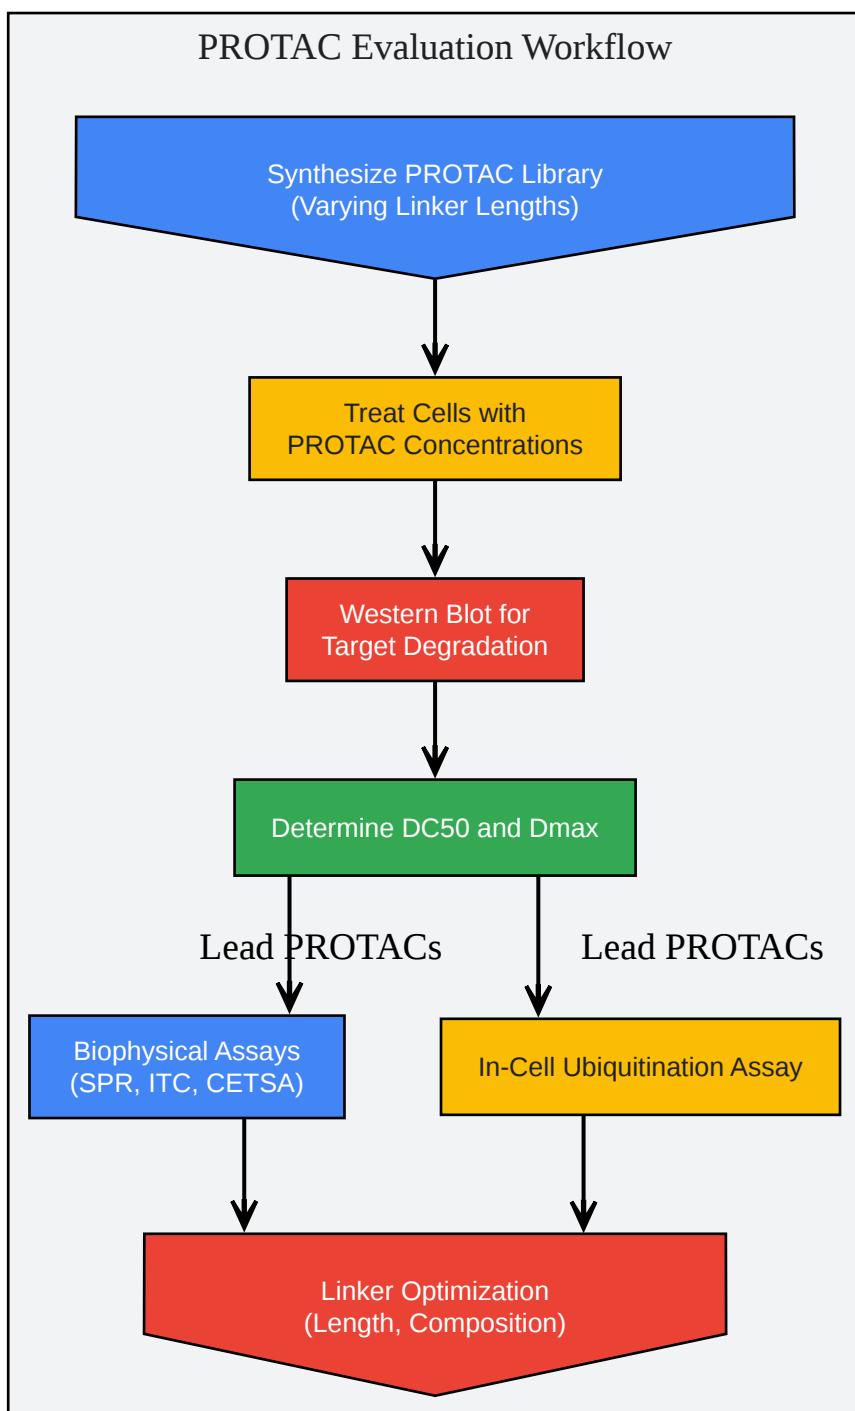 PROTAC Evaluation Workflow
Synthesize PROTAC Library
(Varying Linker Lengths)
Treat Cells with
PROTAC Concentrations
Western Blot for
Target Degradation
Determine DC50 and Dmax
Lead PROTACs
Lead PROTACs
Biophysical Assays
(SPR, ITC, CETSA)
In-Cell Ubiquitination Assay
Linker Optimization
(Length, Composition)